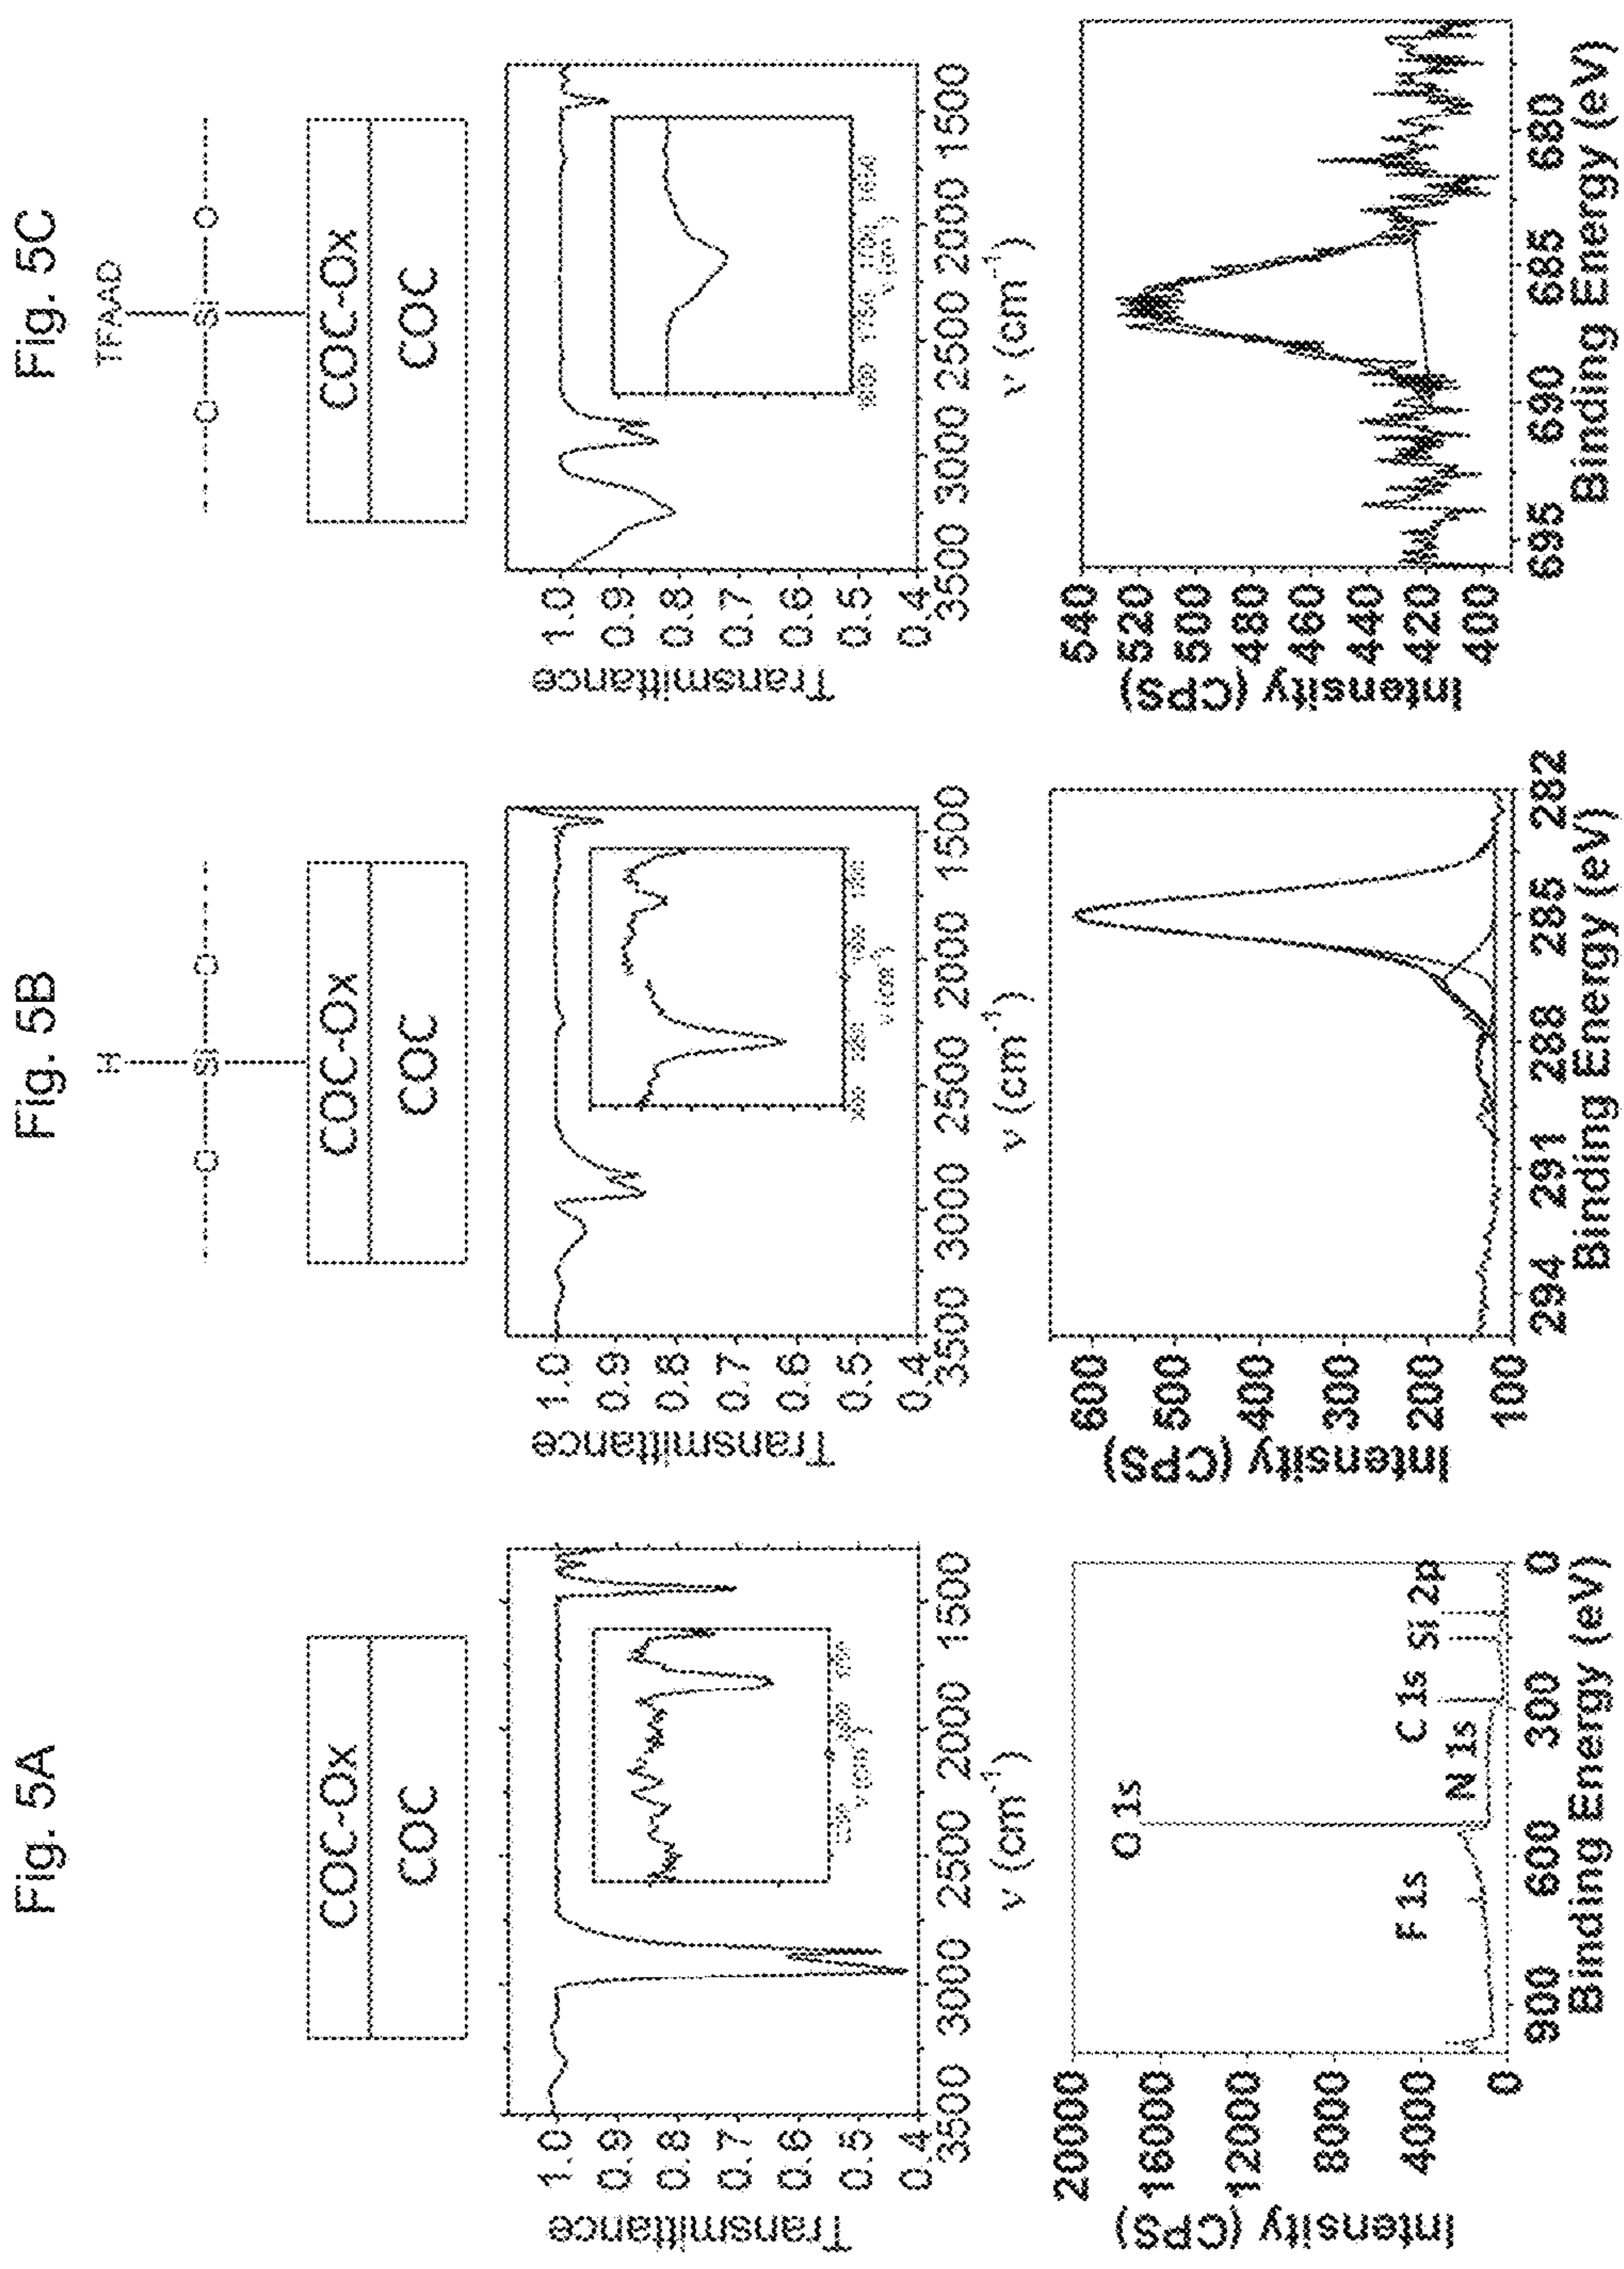 Fig. 5A
COC-Ox
COC
Transmittance
1.0
0.9
0.8
0.7
0.6
0.5
0.4
3500 3000 2500 2000 1500
ν (cm⁻¹)
ν (cm⁻¹)
Intensity (CPS)
20000
16000
12000
8000
4000
0
O 1s
F 1s
N 1s
C 1s
Si 2p
900 600 300 0
Binding Energy (eV)
Fig. 5B
H
O Si O
COC-Ox
COC
Transmittance
1.0
0.9
0.8
0.7
0.6
0.5
0.4
3500 3000 2500 2000 1500
ν (cm⁻¹)
ν (cm⁻¹)
Intensity (CPS)
600
500
400
300
200
100
294 291 288 285 282
Binding Energy (eV)
Fig. 5C
TFAAD
O Si O
COC-Ox
COC
Transmittance
1.0
0.9
0.8
0.7
0.6
0.5
0.4
3500 3000 2500 2000 1500
ν (cm⁻¹)
Intensity (CPS)
540
520
500
480
460
440
420
400
695 690 685 680
Binding Energy (eV)